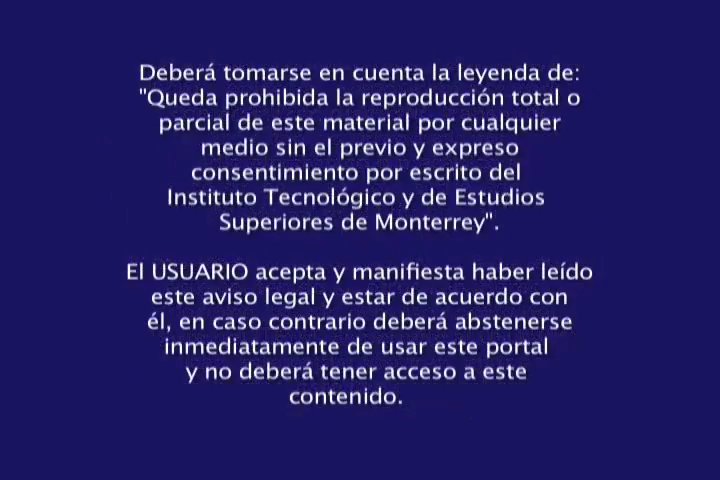 Deberá tomarse en cuenta la leyenda de:
"Queda prohibida la reproducción total o
parcial de este material por cualquier
medio sin el previo y expreso
consentimiento por escrito del
Instituto Tecnológico y de Estudios
Superiores de Monterrey".
El USUARIO acepta y manifiesta haber leído
este aviso legal y estar de acuerdo con
él, en caso contrario deberá abstenerse
inmediatamente de usar este portal
y no deberá tener acceso a este
contenido.